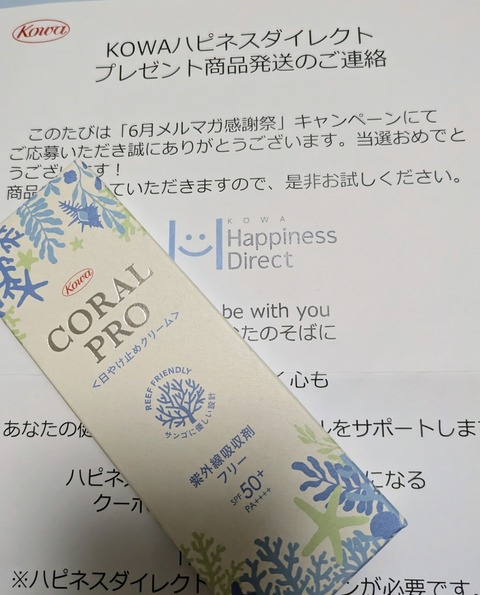 Kowa
KOWAハピネスダイレクト
プレゼント商品発送のご連絡
このたびは「6月メルマガ感謝祭」キャンペーンにて
ご応募いただき誠にありがとうございます。当選おめでと
うござ す!
商品 していただきますので、是非お試しください。
KOWA
Happiness
Direct
be with you
たのそばに
く 心も
あなたの健 ルをサポートしま
ハピネ になる
クーポ
※ハピネスダイレクト ンが必要です。
Kowa
CORAL
PRO
<日やけ止めクリーム>
REEF FRIENDLY
サンゴに優しい設計
紫外線吸収剤
フリー
SPF50+
PA++++